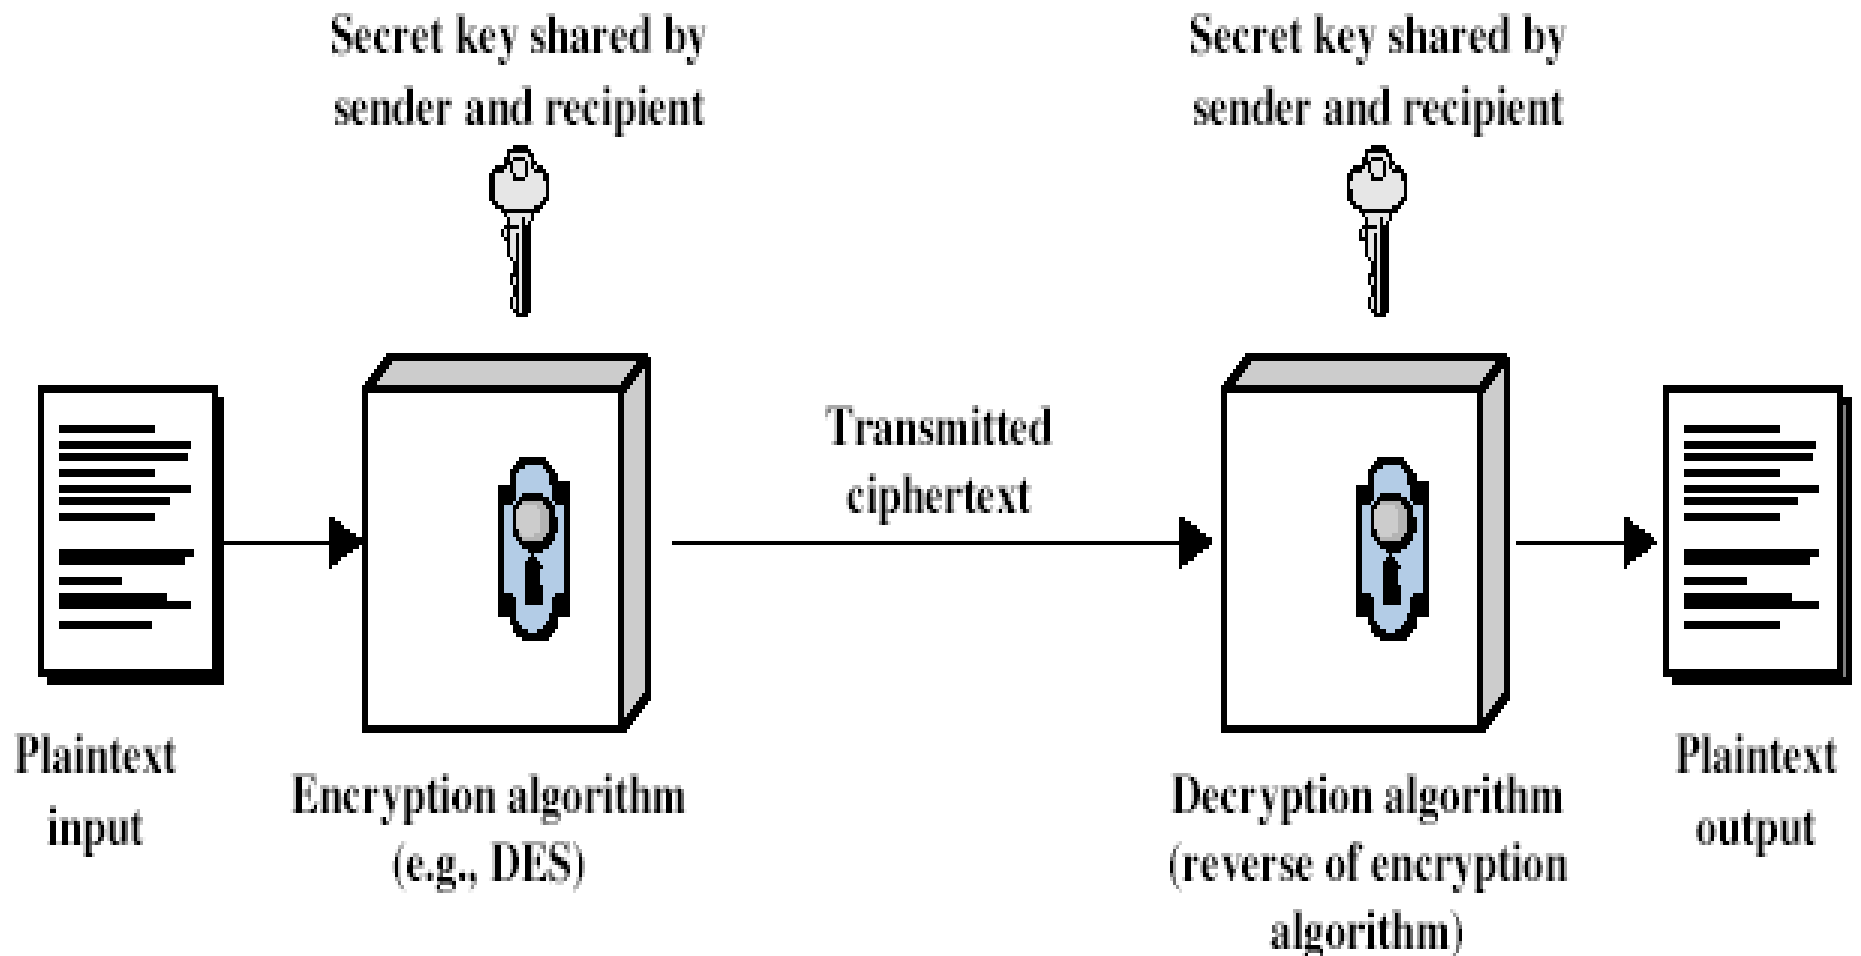 Secret key shared by
sender and recipient
Secret key shared by
sender and recipient
Transmitted
ciphertext
Plaintext
input
Encryption algorithm
(e.g., DES)
Decryption algorithm
(reverse of encryption
algorithm)
Plaintext
output